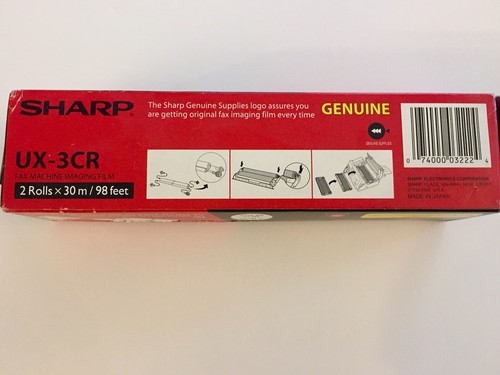 SHARP
The Sharp Genuine Supplies logo assures you
are getting original fax imaging film every time
GENUINE
GENUINE SUPPLIES
0 74000 03222 4
UX-3CR
FAX MACHINE IMAGING FILM
2 Rolls × 30 m / 98 feet
SHARP ELECTRONICS CORPORATION
MADE IN JAPAN